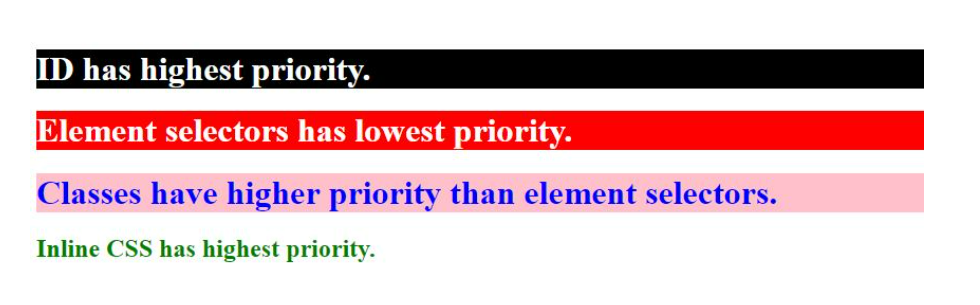 ID has highest priority.
Element selectors has lowest priority.
Classes have higher priority than element selectors.
Inline CSS has highest priority.